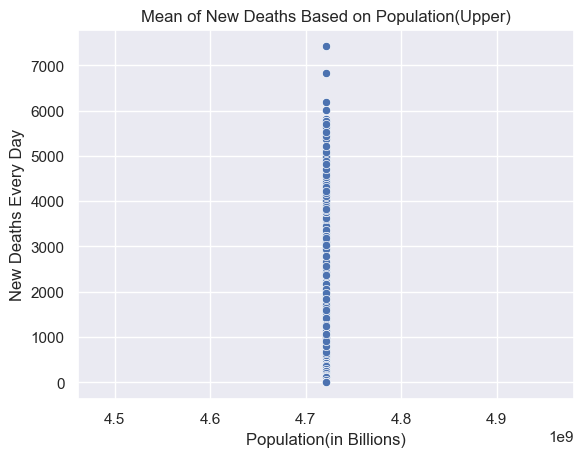 Mean of New Deaths Based on Population(Upper)
New Deaths Every Day
7000
6000
5000
4000
3000
2000
1000
0
4.5 4.6 4.7 4.8 4.9
1e9
Population(in Billions)